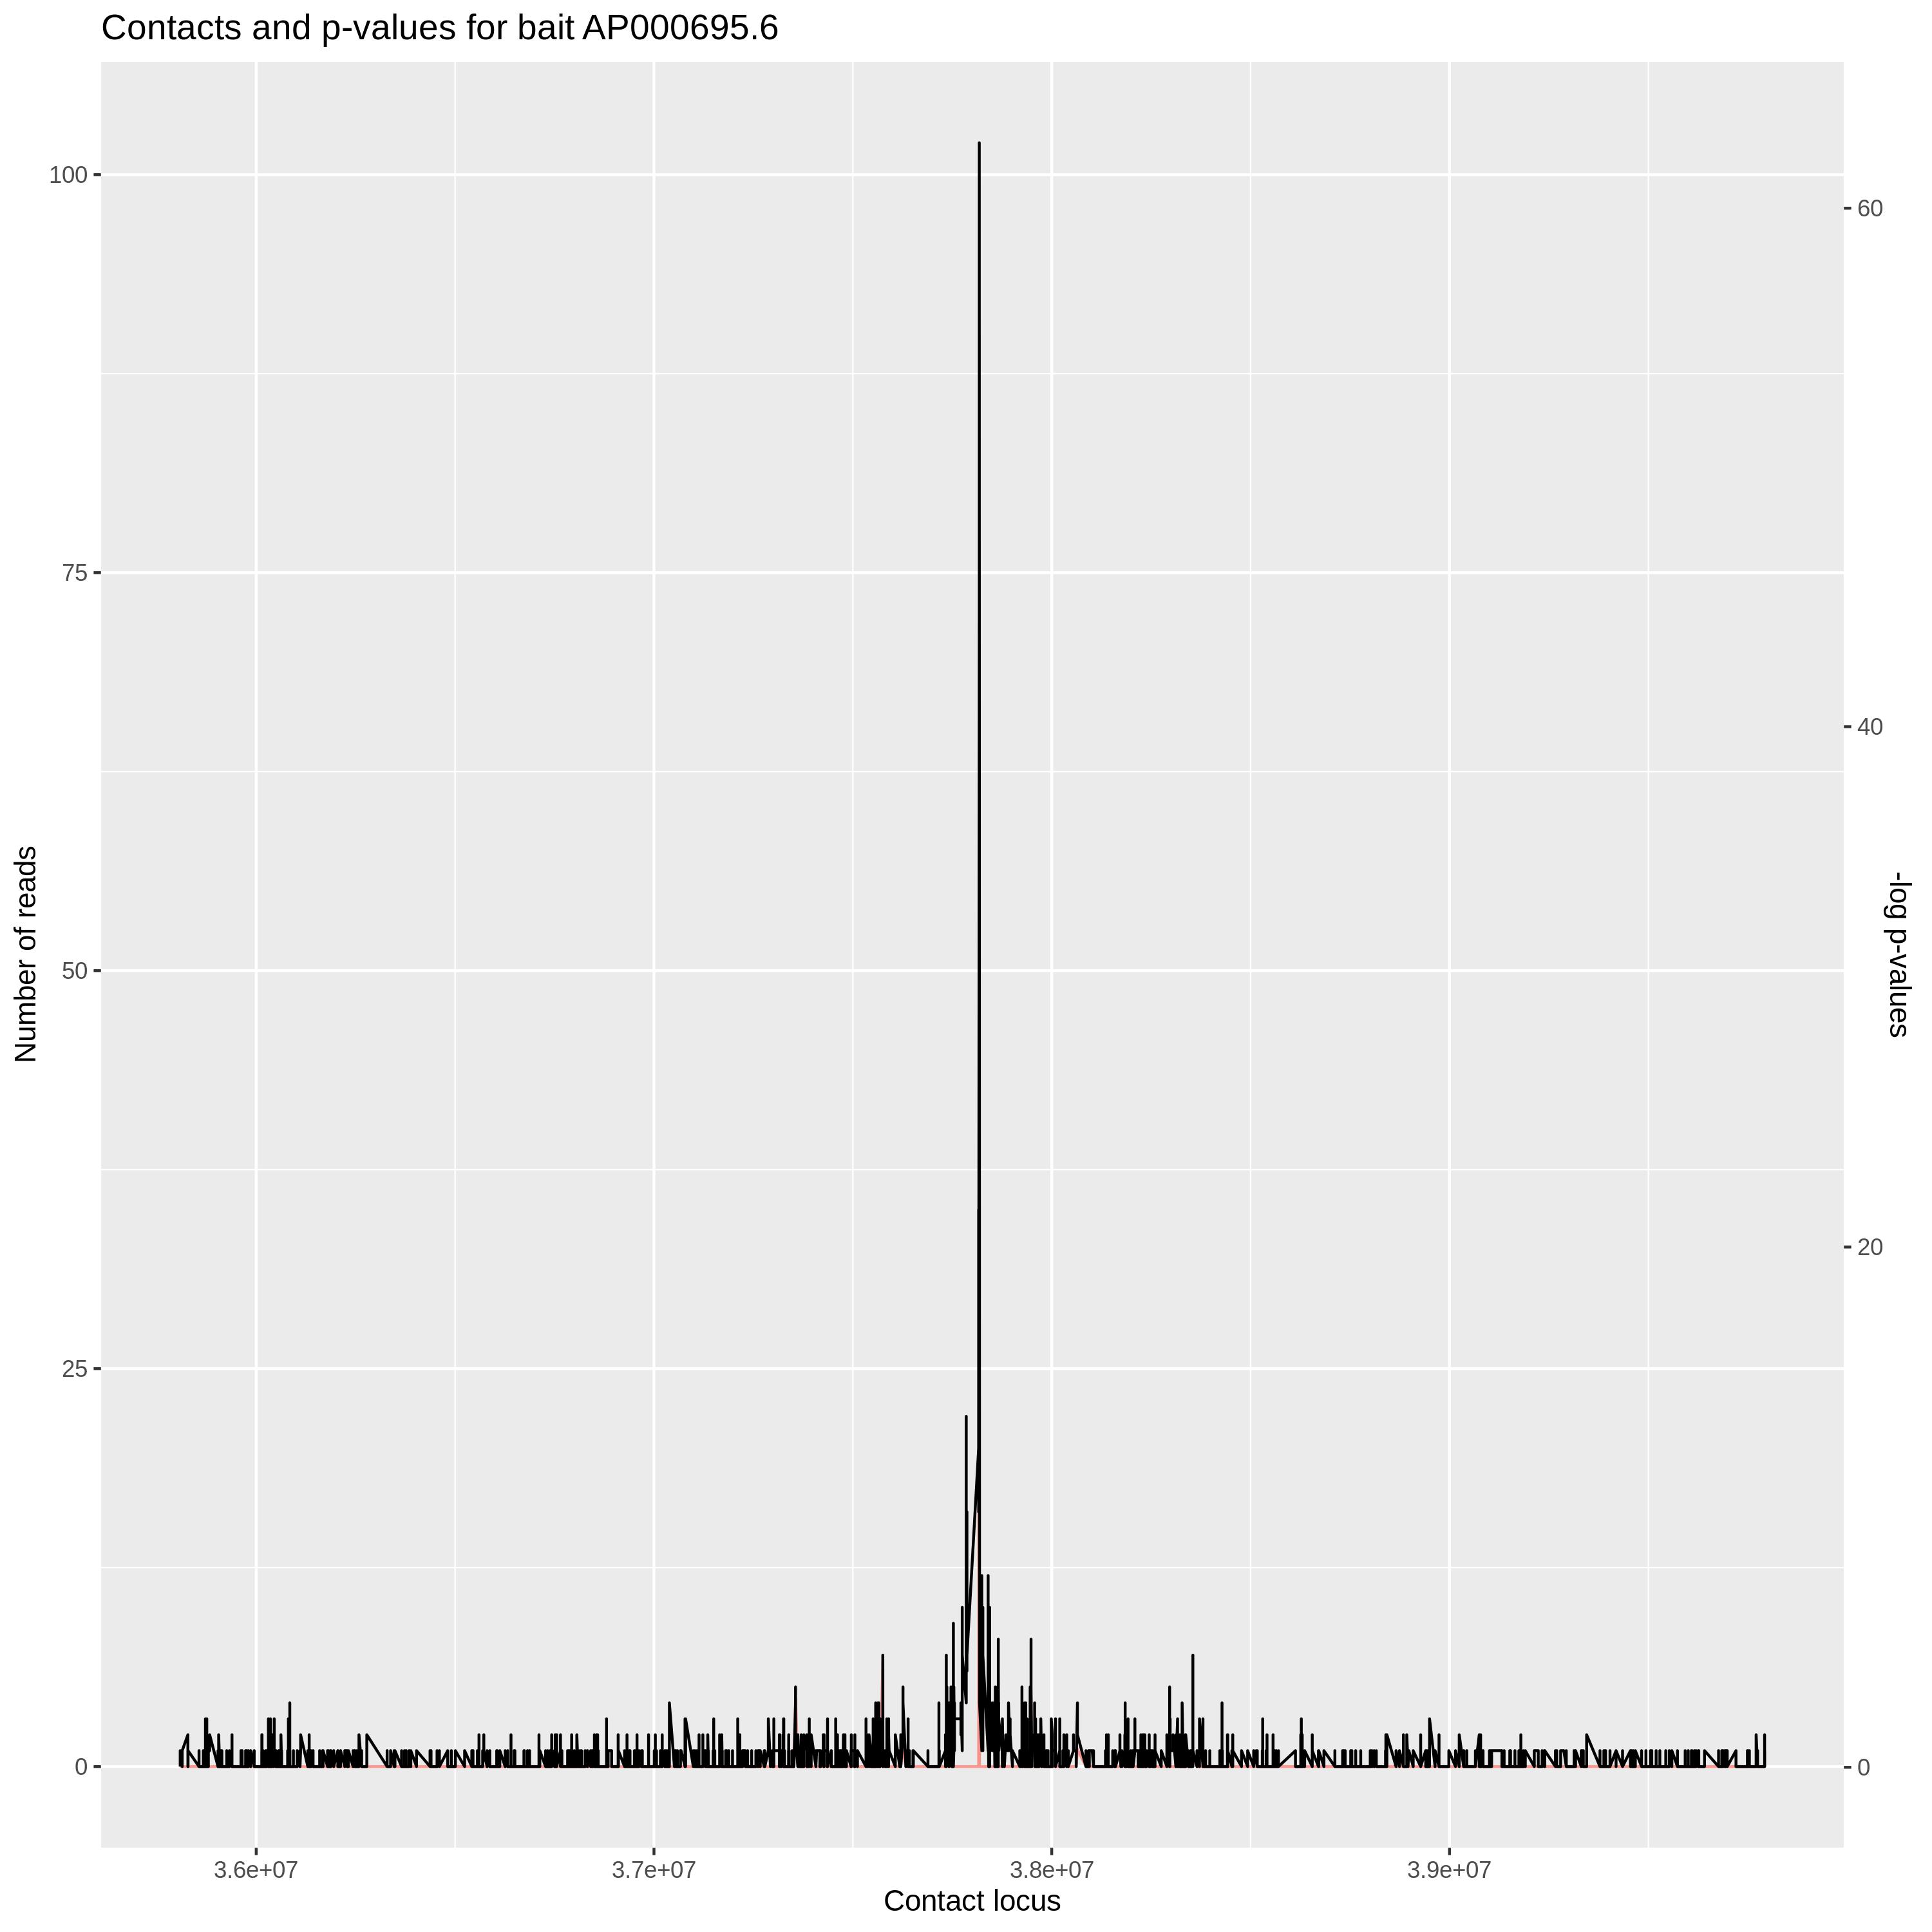 Contacts and p-values for bait AP000695.6
100
75
50
25
0
Number of reads
60
40
20
0
-log p-values
3.6e+07
3.7e+07
3.8e+07
3.9e+07
Contact locus